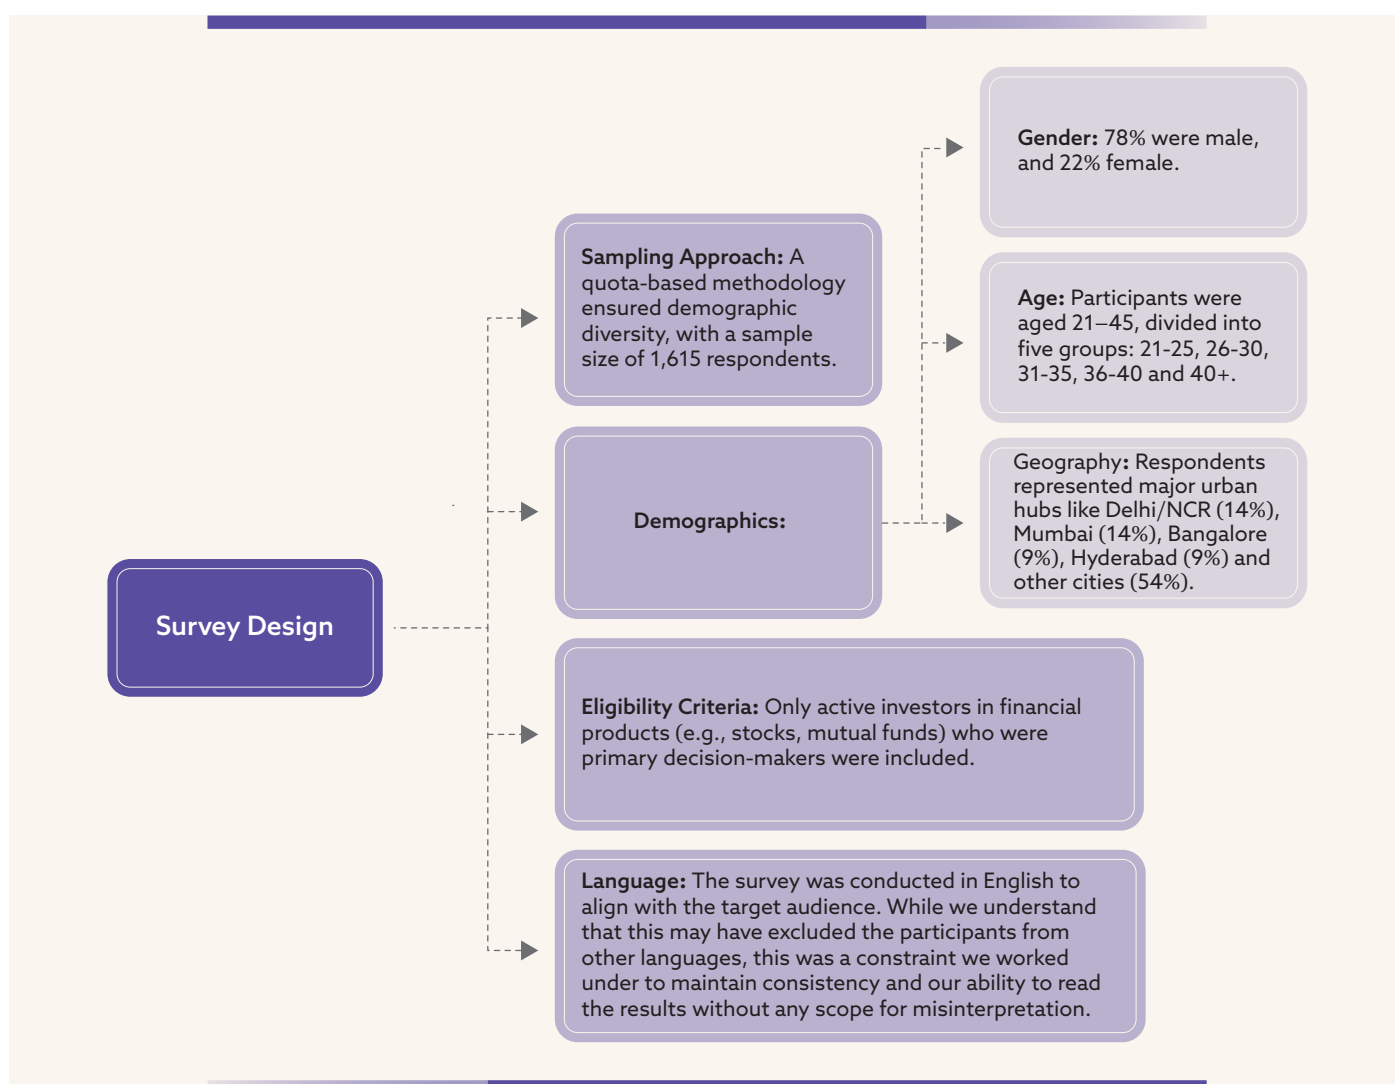 Survey Design
Sampling Approach: A
quota-based methodology
ensured demographic
diversity, with a sample
size of 1,615 respondents.
Demographics:
Gender: 78% were male,
and 22% female.
Age: Participants were
aged 21–45, divided into
five groups: 21-25, 26-30,
31-35, 36-40 and 40+.
Geography: Respondents
represented major urban
hubs like Delhi/NCR (14%),
Mumbai (14%), Bangalore
(9%), Hyderabad (9%) and
other cities (54%).
Eligibility Criteria: Only active investors in financial
products (e.g., stocks, mutual funds) who were
primary decision-makers were included.
Language: The survey was conducted in English to
align with the target audience. While we understand
that this may have excluded the participants from
other languages, this was a constraint we worked
under to maintain consistency and our ability to read
the results without any scope for misinterpretation.